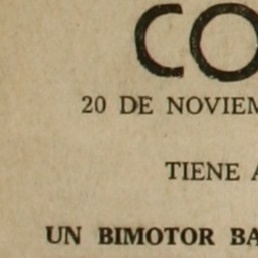 CO
20 DE NOVIEM
TIENE A
UN BIMOTOR BA